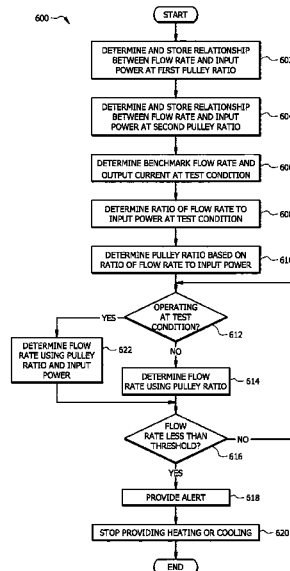 600
START
DETERMINE AND STORE RELATIONSHIP
BETWEEN FLOW RATE AND INPUT
POWER AT FIRST PULLEY RATIO
DETERMINE AND STORE RELATIONSHIP
BETWEEN FLOW RATE AND INPUT
POWER AT SECOND PULLEY RATIO
DETERMINE BENCHMARK FLOW RATE AND
OUTPUT CURRENT AT TEST CONDITION
DETERMINE RATIO OF FLOW RATE TO
INPUT POWER AT TEST CONDITION
DETERMINE PULLEY RATIO BASED ON
RATIO OF FLOW RATE TO INPUT POWER
OPERATING
AT TEST
CONDITION?
612
YES
NO
DETERMINE FLOW
RATE USING PULLEY
RATIO AND INPUT
POWER
622
DETERMINE FLOW
RATE USING PULLEY RATIO
614
FLOW
RATE LESS THAN
THRESHOLD?
616
NO
YES
PROVIDE ALERT
618
STOP PROVIDING HEATING OR COOLING
620
END